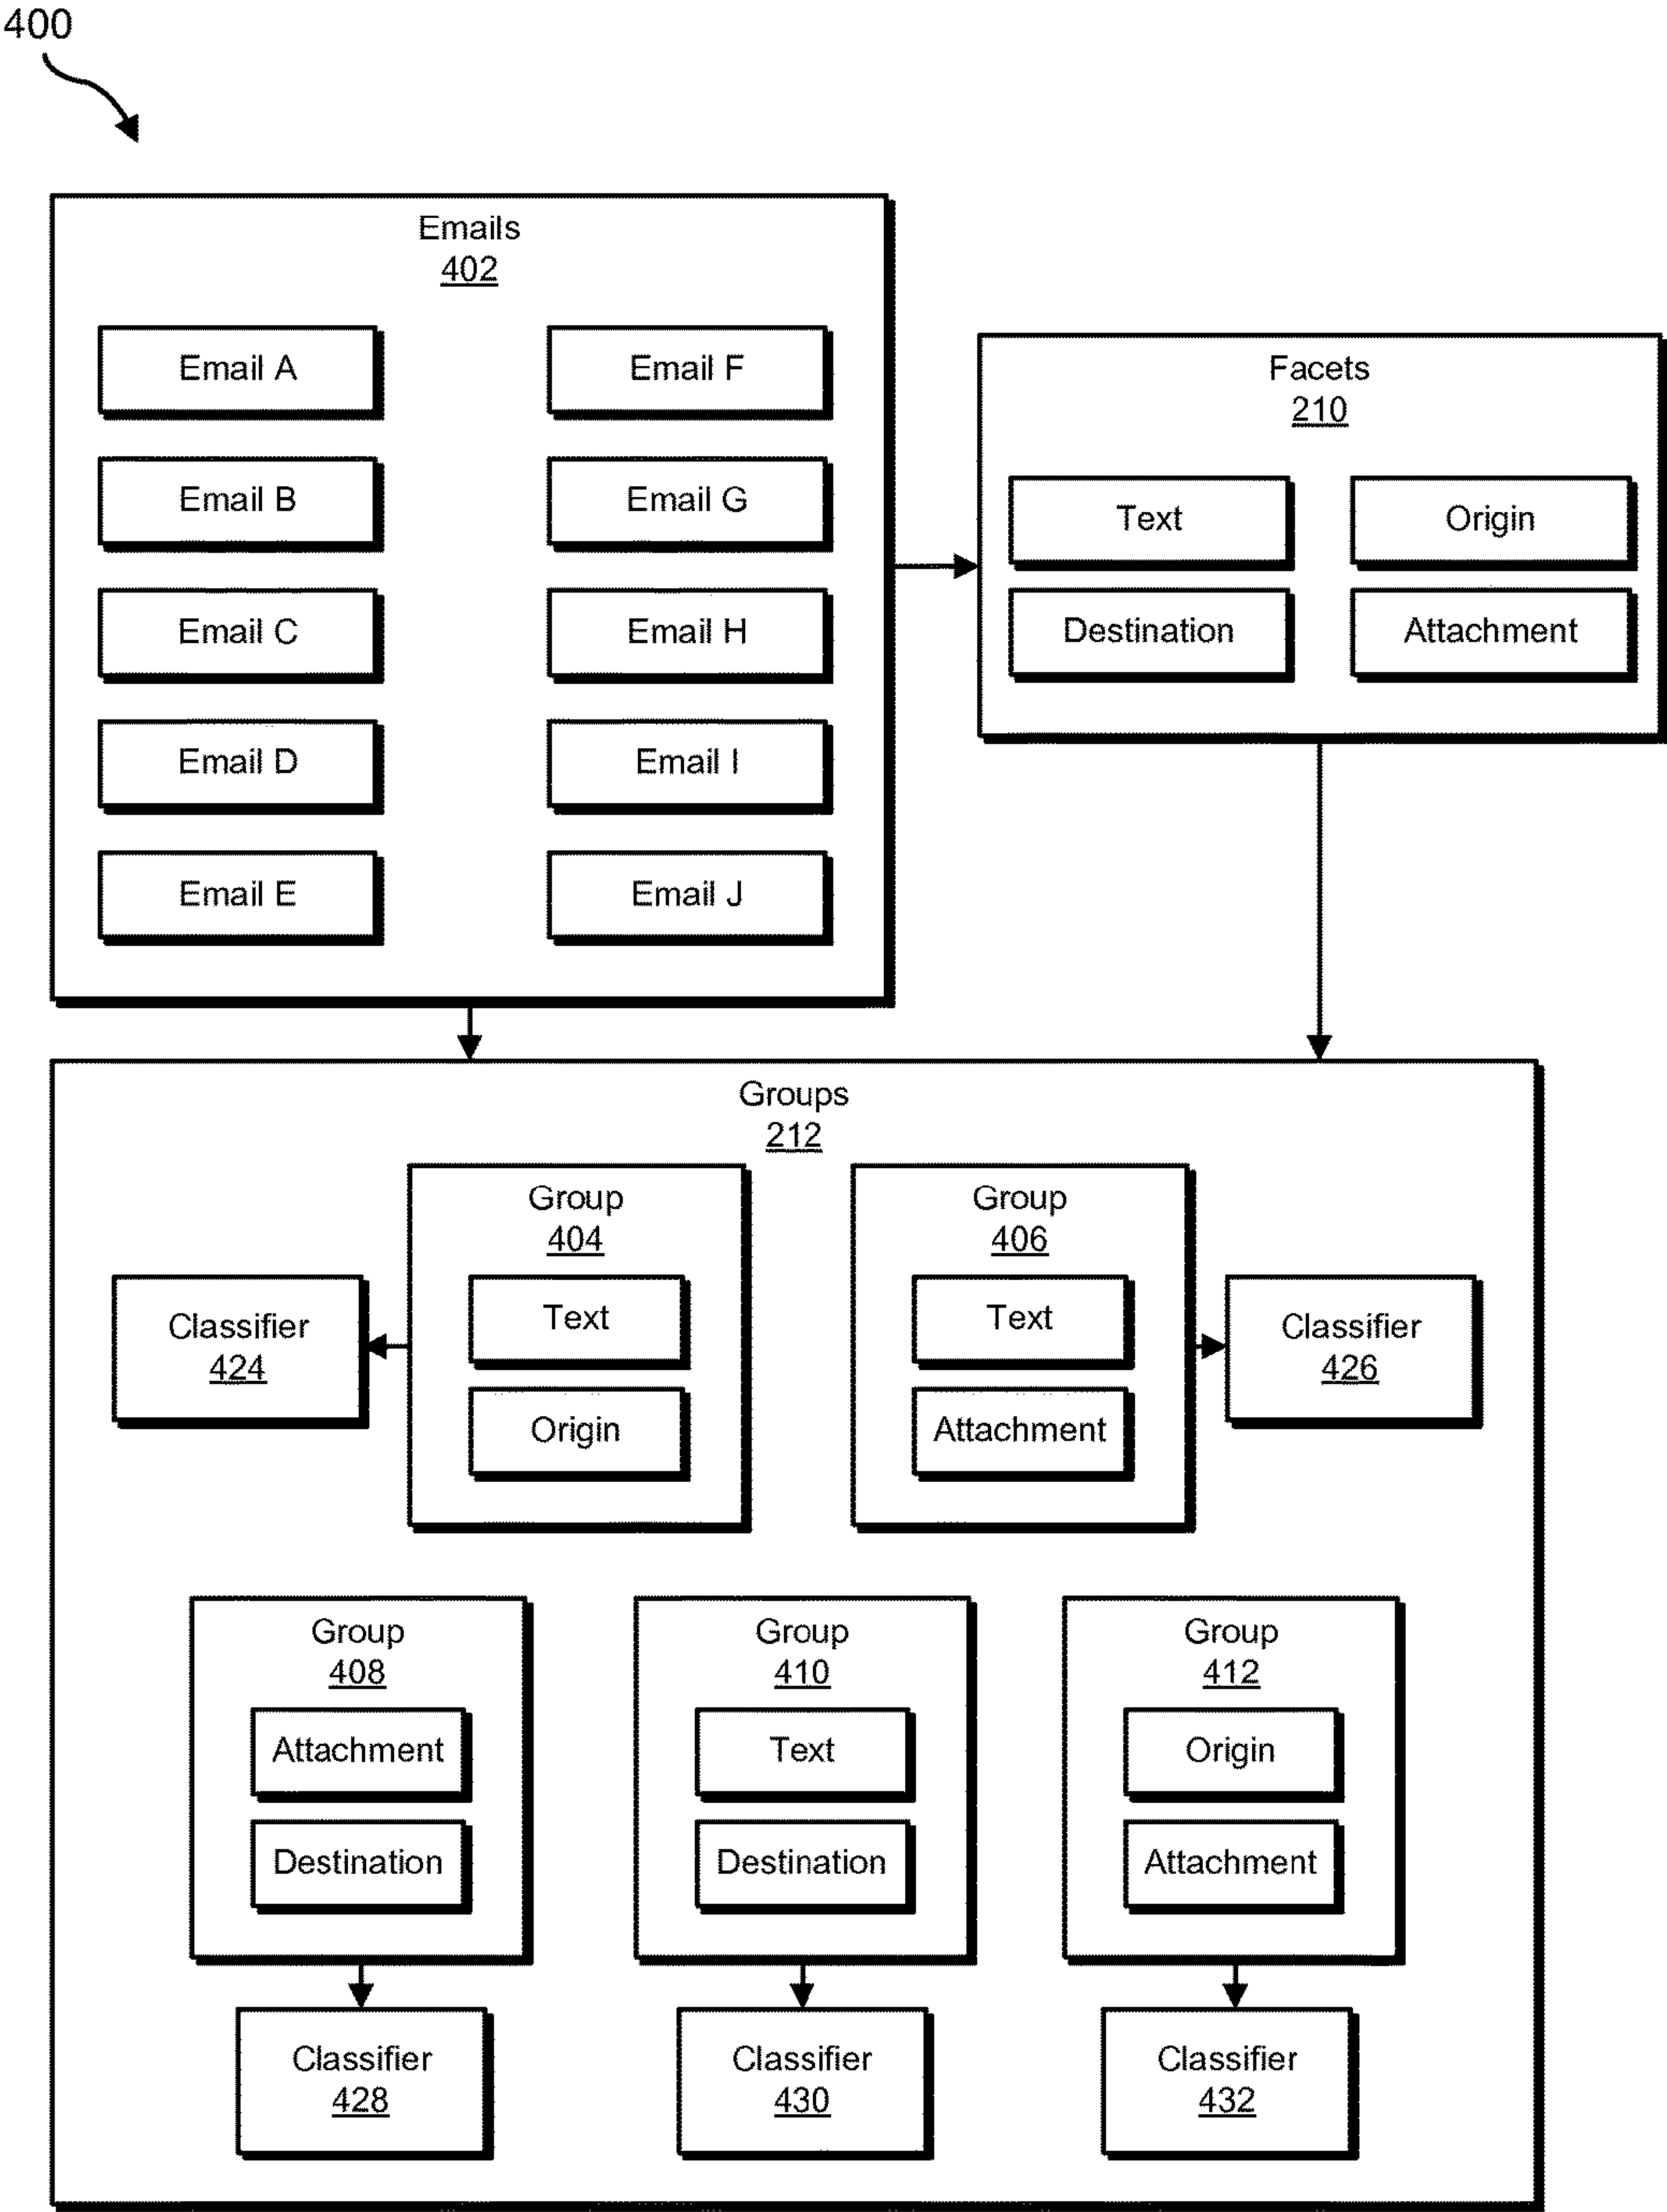 400
Emails
402
Email A
Email F
Email B
Email G
Email C
Email H
Email D
Email I
Email E
Email J
Facets
210
Text
Origin
Destination
Attachment
Groups
212
Group
404
Text
Origin
Classifier
424
Group
406
Text
Attachment
Classifier
426
Group
408
Attachment
Destination
Classifier
428
Group
410
Text
Destination
Classifier
430
Group
412
Origin
Attachment
Classifier
432